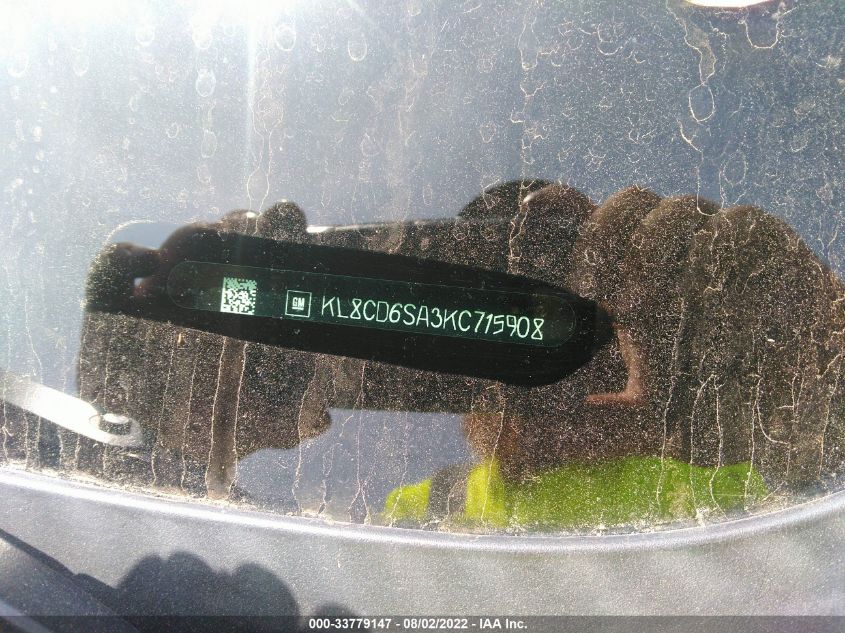 GM KL8CD6SA3KC715908
000-33779147 - 08/02/2022 - IAA Inc.